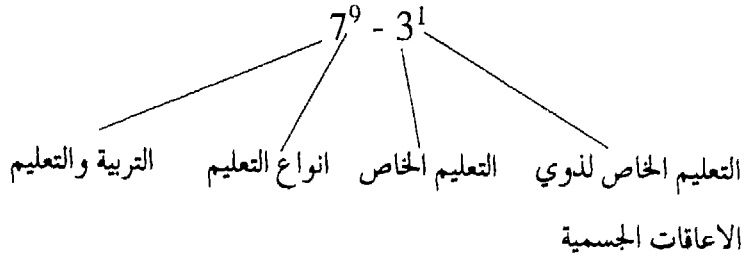 7⁹ - 3¹
التعليم الخاص لذوي التعليم الخاص انواع التعليم التربية والتعليم
الاعاقات الجسمية